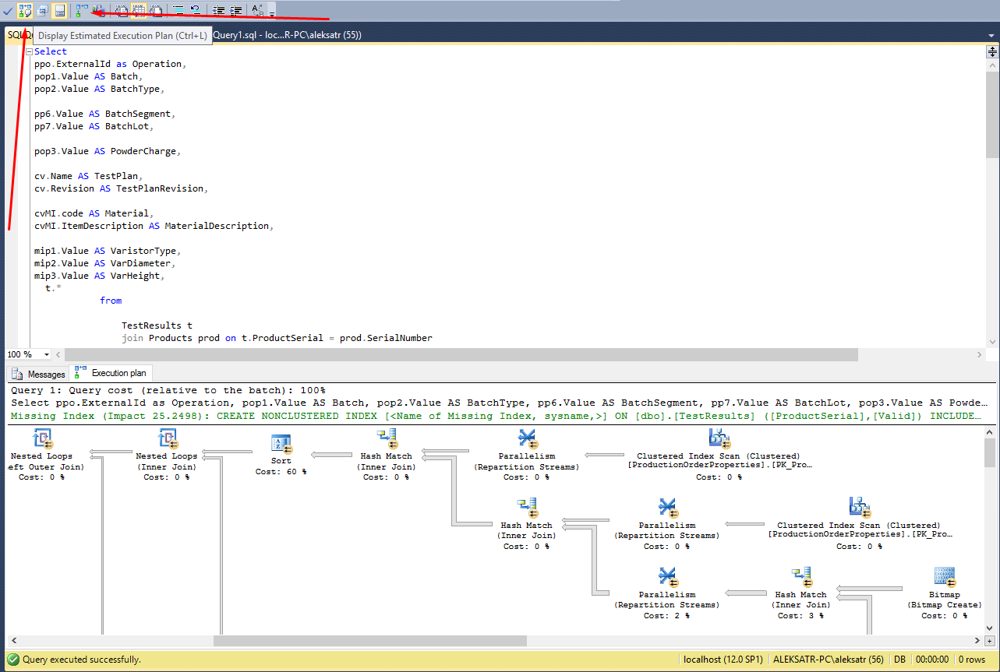 SQLQu
Display Estimated Execution Plan (Ctrl+L)
Query1.sql - loc...R-PC\aleksatr (55))
Select
ppo.ExternalId as Operation,
pop1.Value AS Batch,
pop2.Value AS BatchType,
pp6.Value AS BatchSegment,
pp7.Value AS BatchLot,
pop3.Value AS PowderCharge,
cv.Name AS TestPlan,
cv.Revision AS TestPlanRevision,
cvMI.code AS Material,
cvMI.ItemDescription AS MaterialDescription,
mip1.Value AS VaristorType,
mip2.Value AS VarDiameter,
mip3.Value AS VarHeight,
t.*
from
TestResults t
join Products prod on t.ProductSerial = prod.SerialNumber
100 %
Messages
Execution plan
Query 1: Query cost (relative to the batch): 100%
Select ppo.ExternalId as Operation, pop1.Value AS Batch, pop2.Value AS BatchType, pp6.Value AS BatchSegment, pp7.Value AS BatchLot, pop3.Value AS Powde…
Missing Index (Impact 25.2498): CREATE NONCLUSTERED INDEX [<Name of Missing Index, sysname,>] ON [dbo].[TestResults] ([ProductSerial],[Valid]) INCLUDE…
Nested Loops
eft Outer Join)
Cost: 0 %
Nested Loops
(Inner Join)
Cost: 0 %
Sort
Cost: 60 %
Hash Match
(Inner Join)
Cost: 0 %
Parallelism
(Repartition Streams)
Cost: 0 %
Clustered Index Scan (Clustered)
[ProductionOrderProperties].[PK_Pro…
Cost: 0 %
Hash Match
(Inner Join)
Cost: 0 %
Parallelism
(Repartition Streams)
Cost: 0 %
Clustered Index Scan (Clustered)
[ProductionOrderProperties].[PK_Pro…
Cost: 0 %
Parallelism
(Repartition Streams)
Cost: 2 %
Hash Match
(Inner Join)
Cost: 3 %
Bitmap
(Bitmap Create)
Cost: 0 %
Query executed successfully.
localhost (12.0 SP1)
ALEKSATR-PC\aleksatr (56)
DB
00:00:00
0 rows